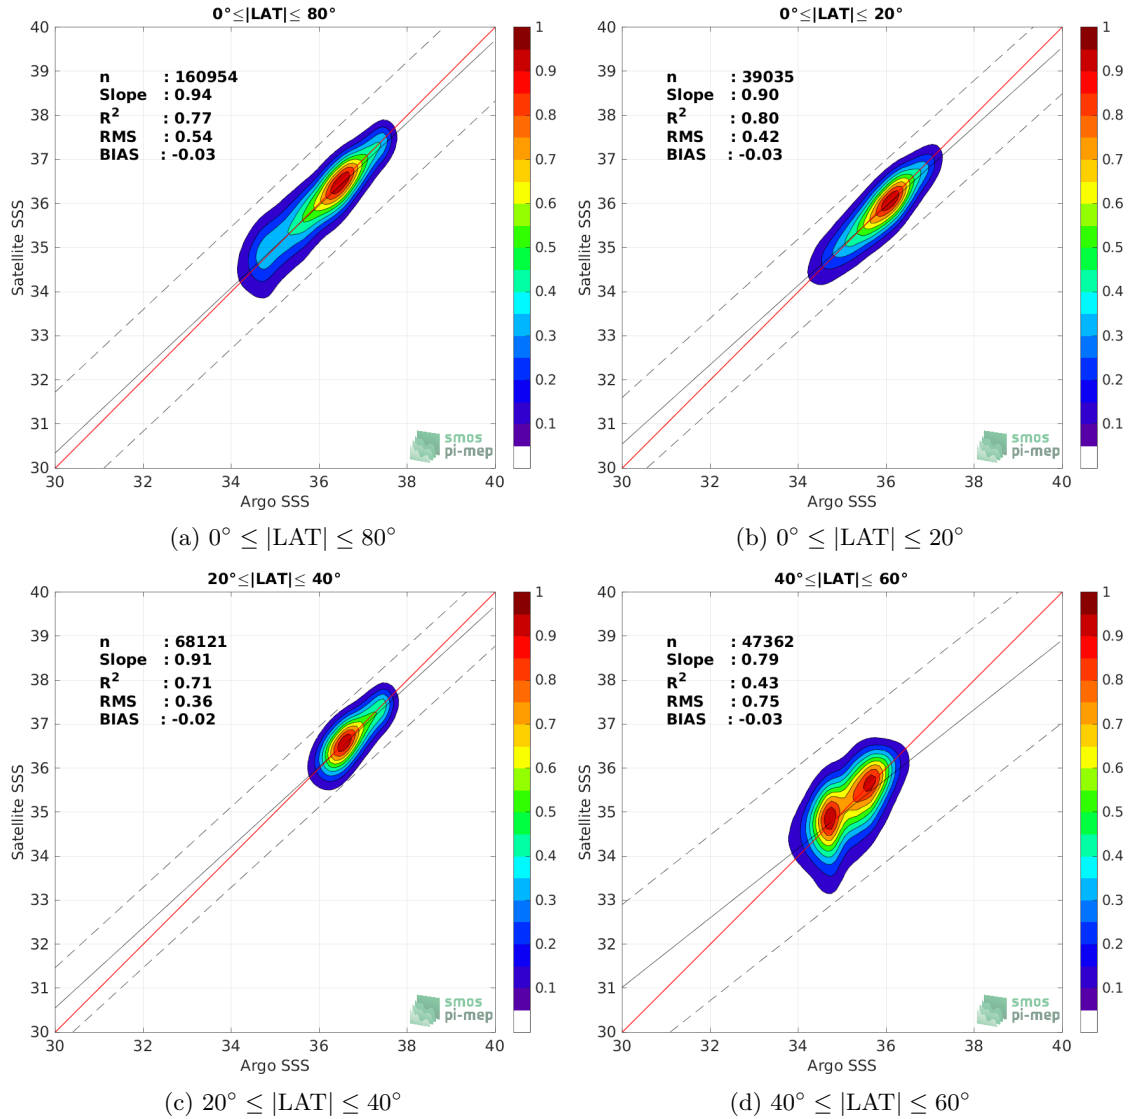 0°≤|LAT|≤ 80°
n : 160954
Slope : 0.94
R² : 0.77
RMS : 0.54
BIAS : -0.03
Satellite SSS
40
39
38
37
36
35
34
33
32
31
30
30 32 34 36 38 40
Argo SSS
1
0.9
0.8
0.7
0.6
0.5
0.4
0.3
0.2
0.1
smos
pi-mep
(a) 0° ≤ |LAT| ≤ 80°
0°≤|LAT|≤ 20°
n : 39035
Slope : 0.90
R² : 0.80
RMS : 0.42
BIAS : -0.03
Satellite SSS
40
39
38
37
36
35
34
33
32
31
30
30 32 34 36 38 40
Argo SSS
1
0.9
0.8
0.7
0.6
0.5
0.4
0.3
0.2
0.1
smos
pi-mep
(b) 0° ≤ |LAT| ≤ 20°
20°≤|LAT|≤ 40°
n : 68121
Slope : 0.91
R² : 0.71
RMS : 0.36
BIAS : -0.02
Satellite SSS
40
39
38
37
36
35
34
33
32
31
30
30 32 34 36 38 40
Argo SSS
1
0.9
0.8
0.7
0.6
0.5
0.4
0.3
0.2
0.1
smos
pi-mep
(c) 20° ≤ |LAT| ≤ 40°
40°≤|LAT|≤ 60°
n : 47362
Slope : 0.79
R² : 0.43
RMS : 0.75
BIAS : -0.03
Satellite SSS
40
39
38
37
36
35
34
33
32
31
30
30 32 34 36 38 40
Argo SSS
1
0.9
0.8
0.7
0.6
0.5
0.4
0.3
0.2
0.1
smos
pi-mep
(d) 40° ≤ |LAT| ≤ 60°